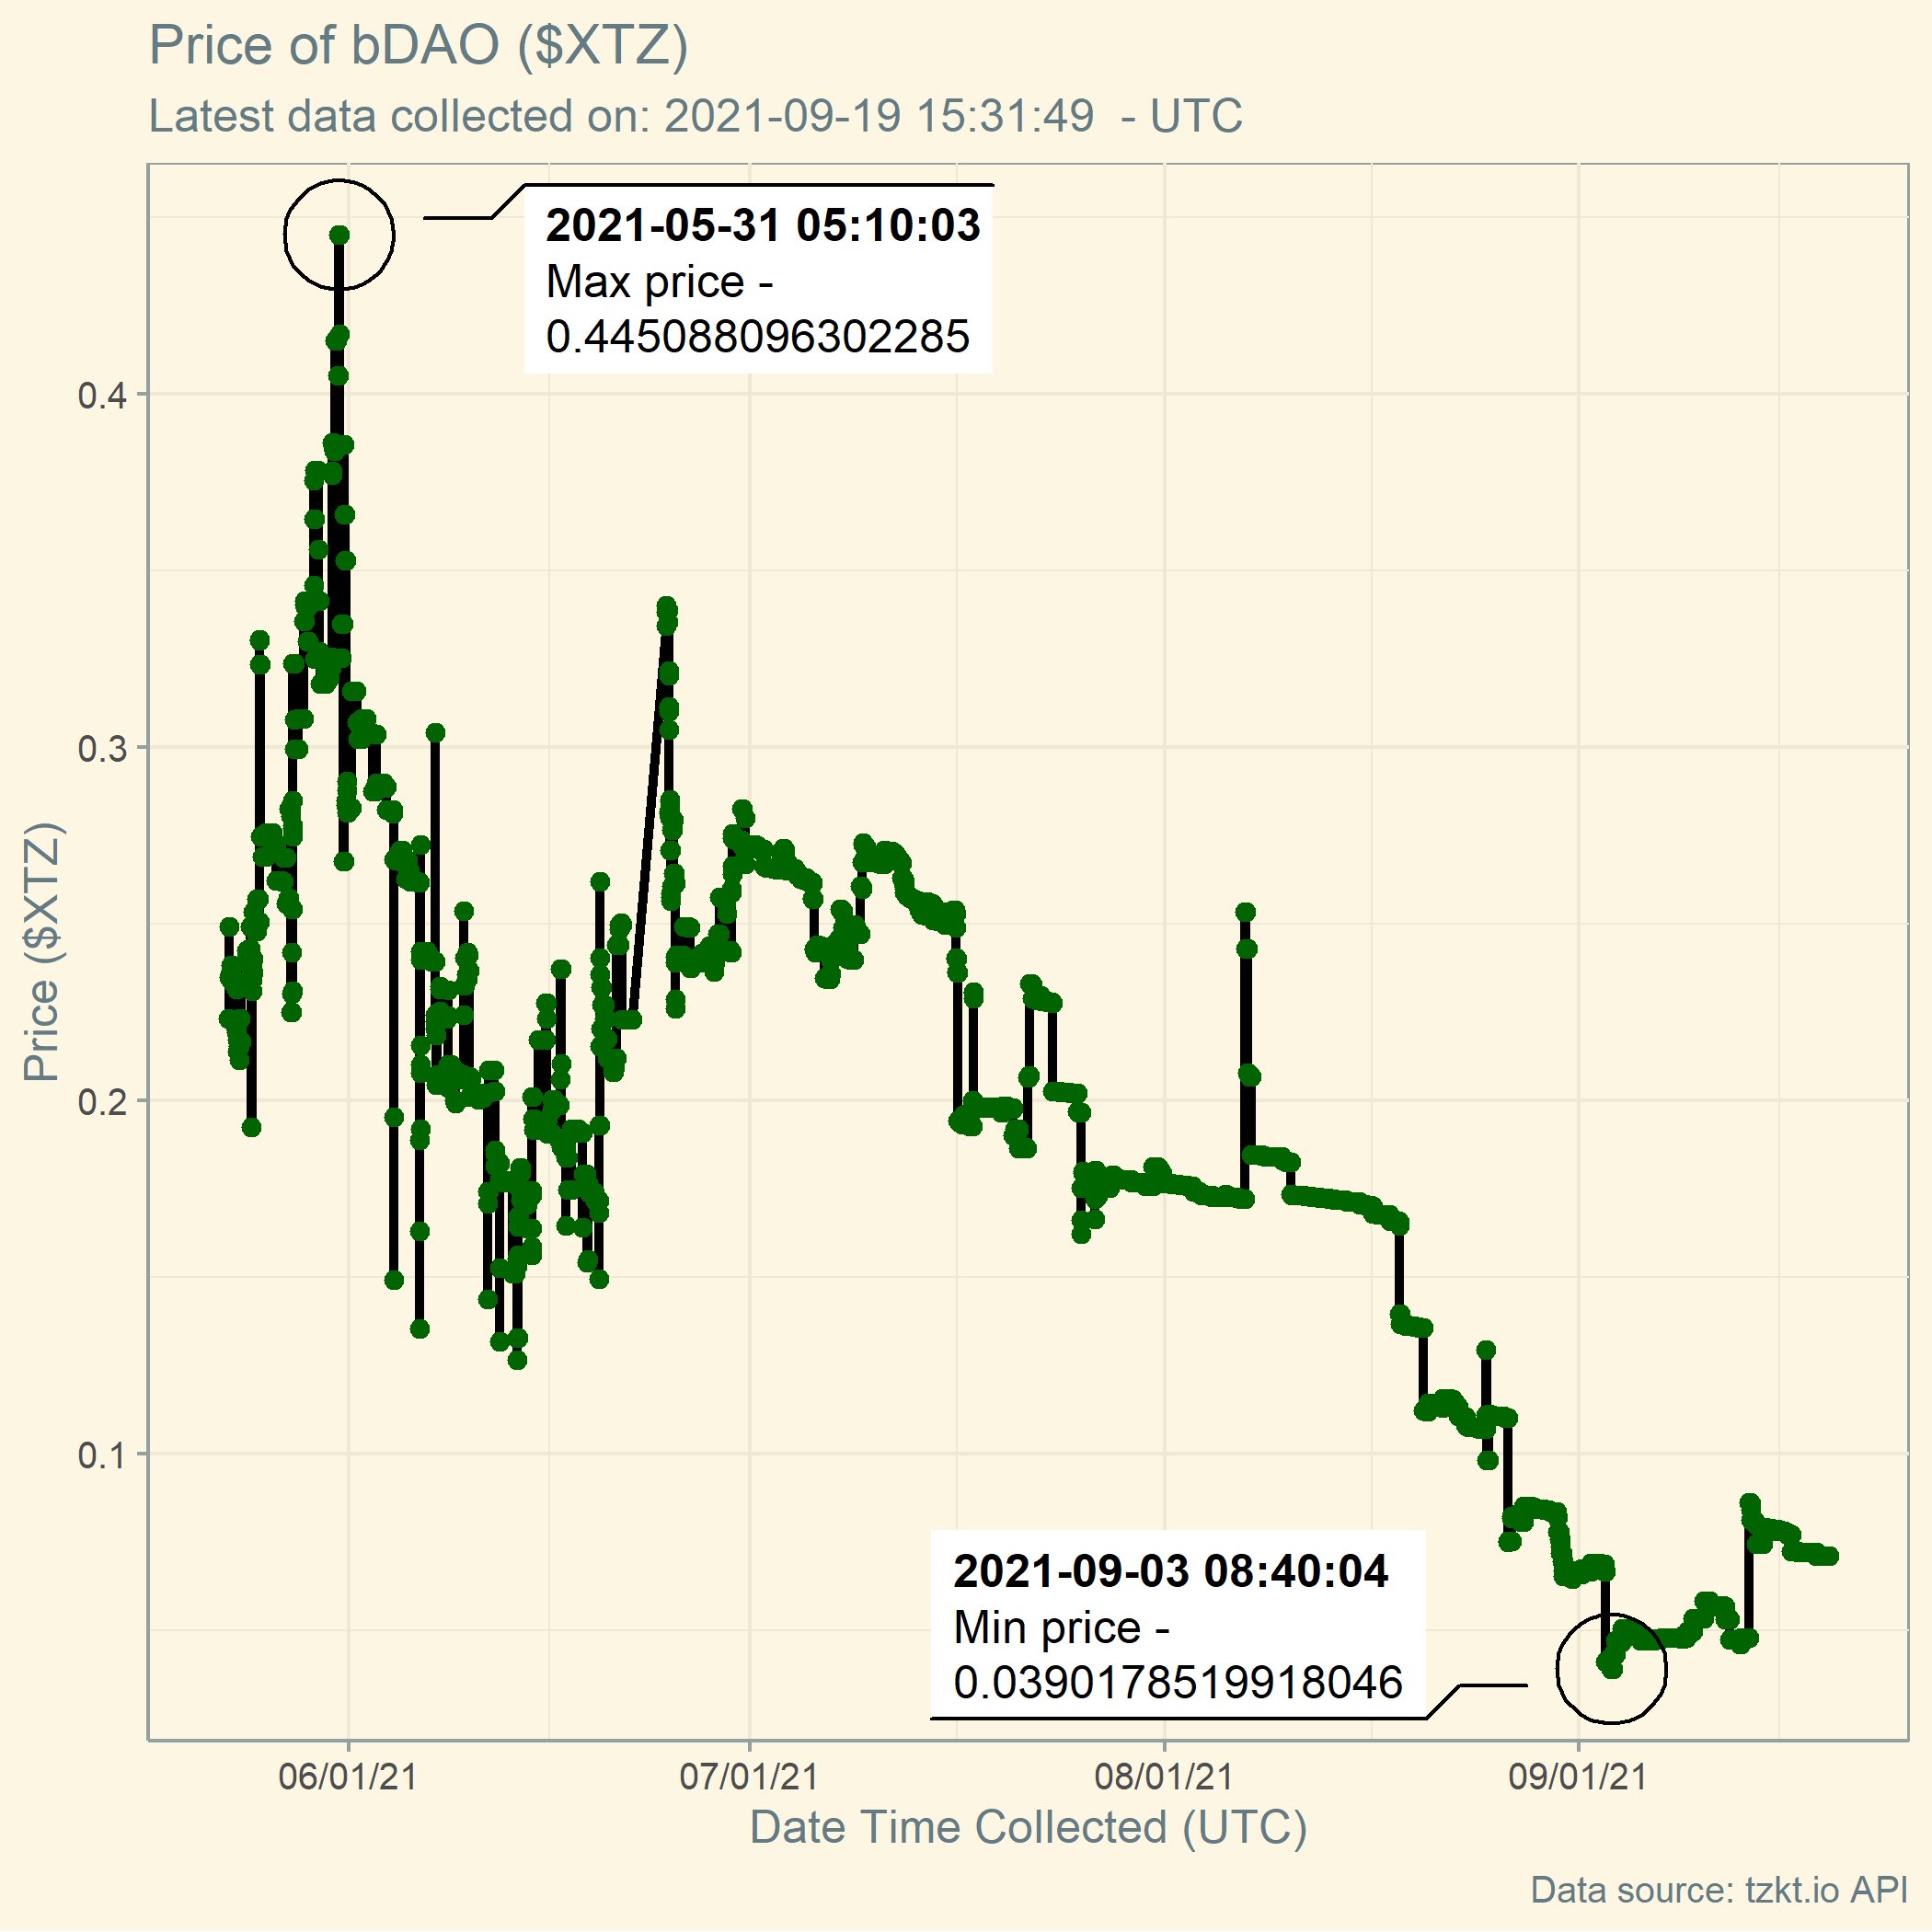 Price of bDAO ($XTZ)
Latest data collected on: 2021-09-19 15:31:49  - UTC
2021-05-31 05:10:03
Max price -
0.445088096302285
0.4
0.3
0.2
0.1
Price ($XTZ)
2021-09-03 08:40:04
Min price -
0.0390178519918046
06/01/21
07/01/21
08/01/21
09/01/21
Date Time Collected (UTC)
Data source: tzkt.io API